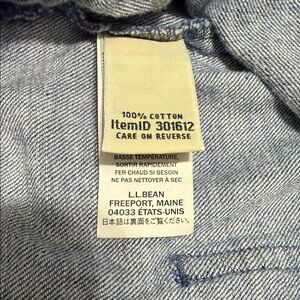 100% COTTON
ItemID 301612
CARE ON REVERSE
BASSE TEMPÉRATURE,
SORTIR RAPIDEMENT
FER CHAUD SI BESOIN
NE PAS NETTOYER À SEC
L.L.BEAN
FREEPORT, MAINE
04033 ÉTATS-UNIS
日本語は裏面をご覧ください。